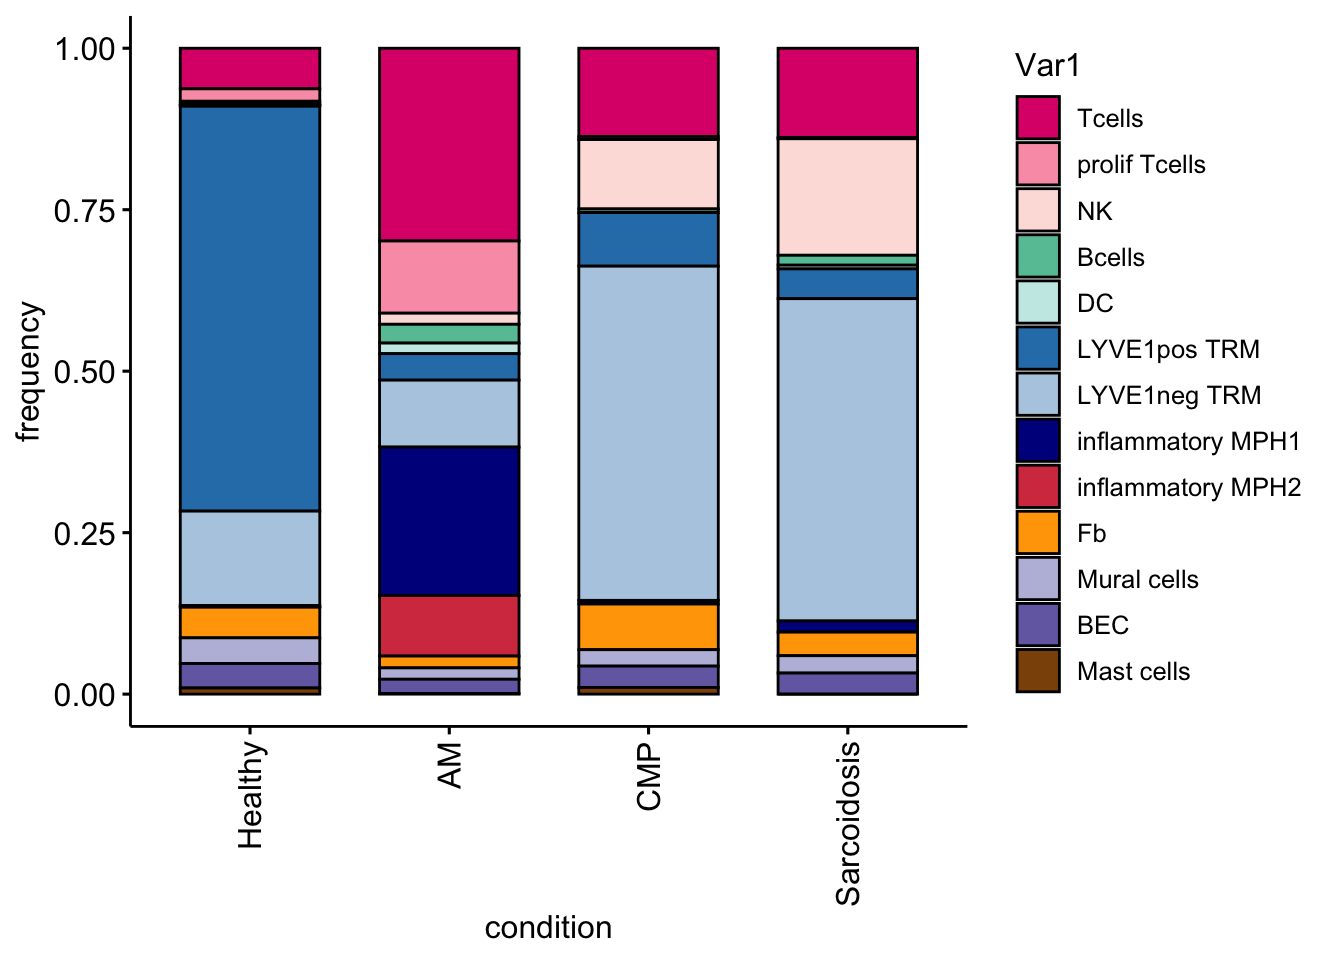 1.00
0.75
0.50
0.25
0.00
frequency
Healthy
AM
CMP
Sarcoidosis
condition
Var1
Tcells
prolif Tcells
NK
Bcells
DC
LYVE1pos TRM
LYVE1neg TRM
inflammatory MPH1
inflammatory MPH2
Fb
Mural cells
BEC
Mast cells